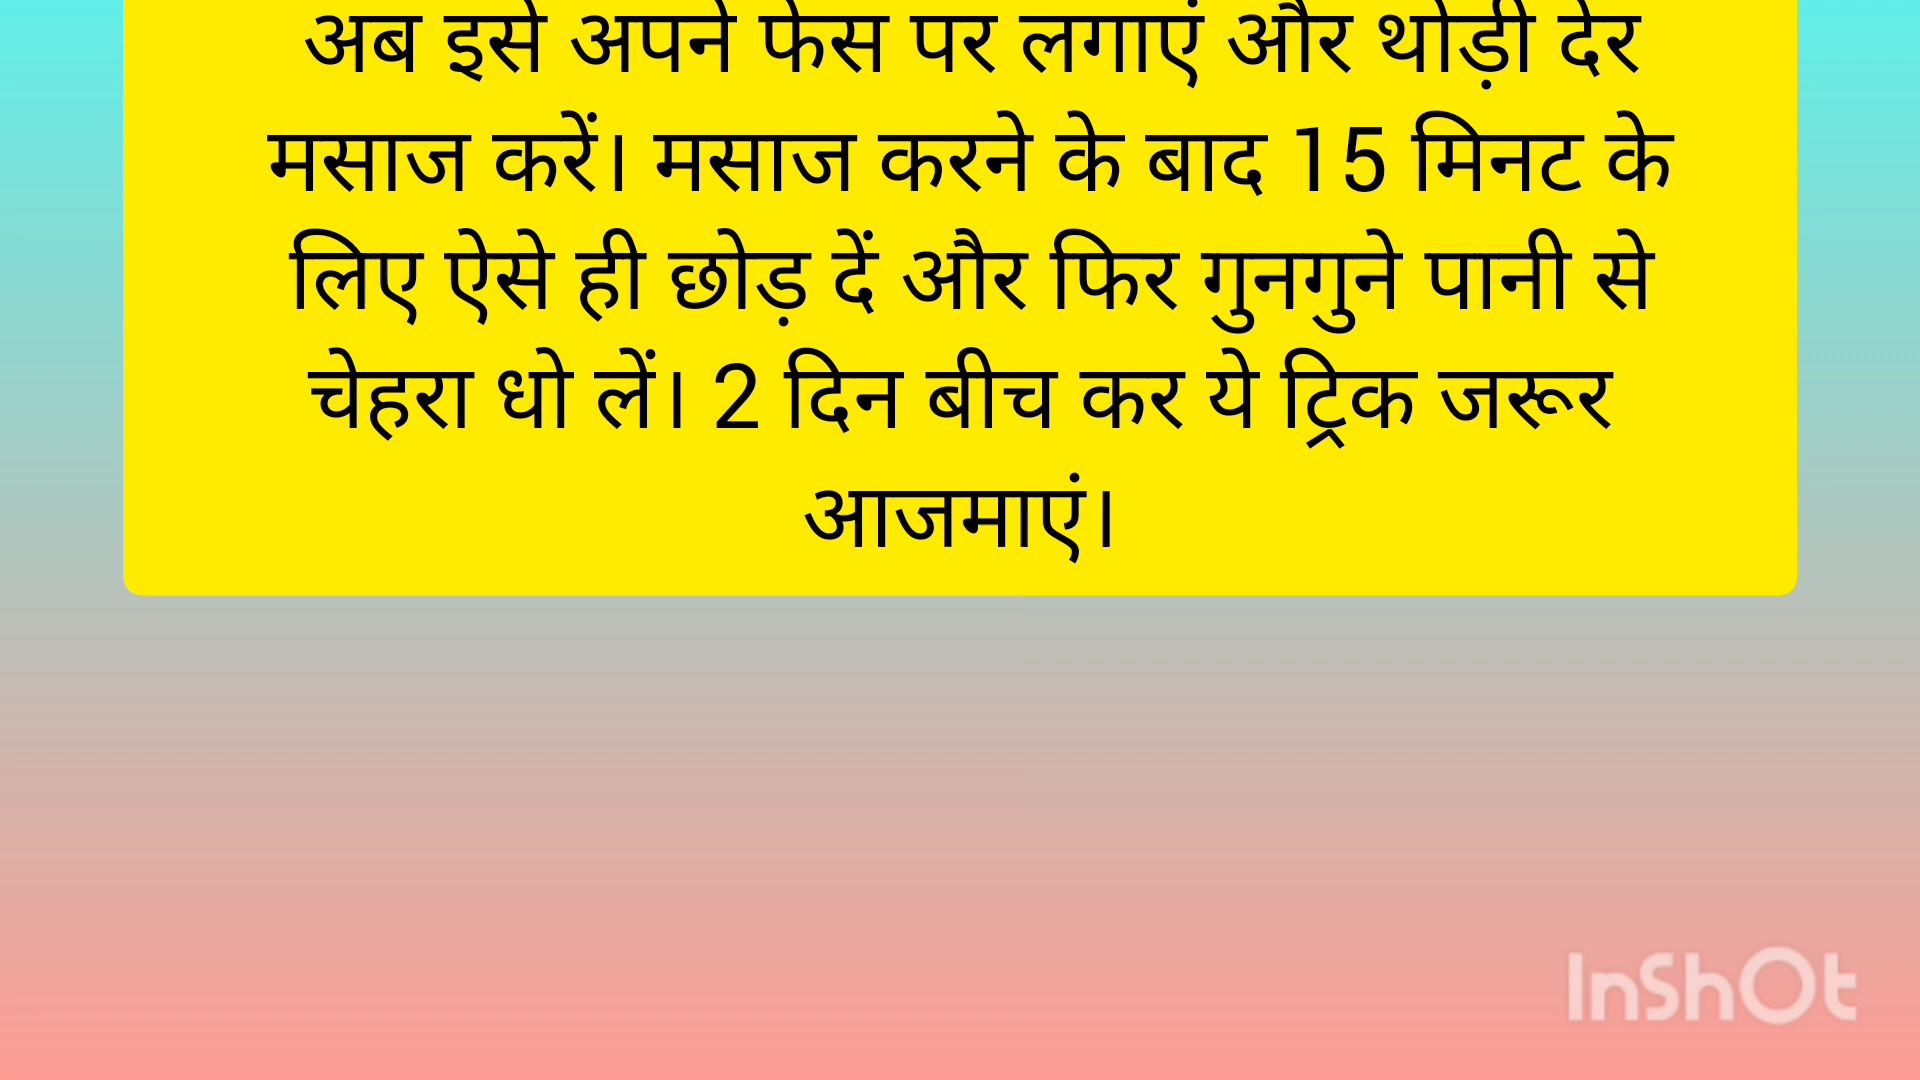 अब इसे अपने फेस पर लगाएं और थोड़ी देर
मसाज करें। मसाज करने के बाद 15 मिनट के
लिए ऐसे ही छोड़ दें और फिर गुनगुने पानी से
चेहरा धो लें। 2 दिन बीच कर ये ट्रिक जरूर
आजमाएं।
InShOt